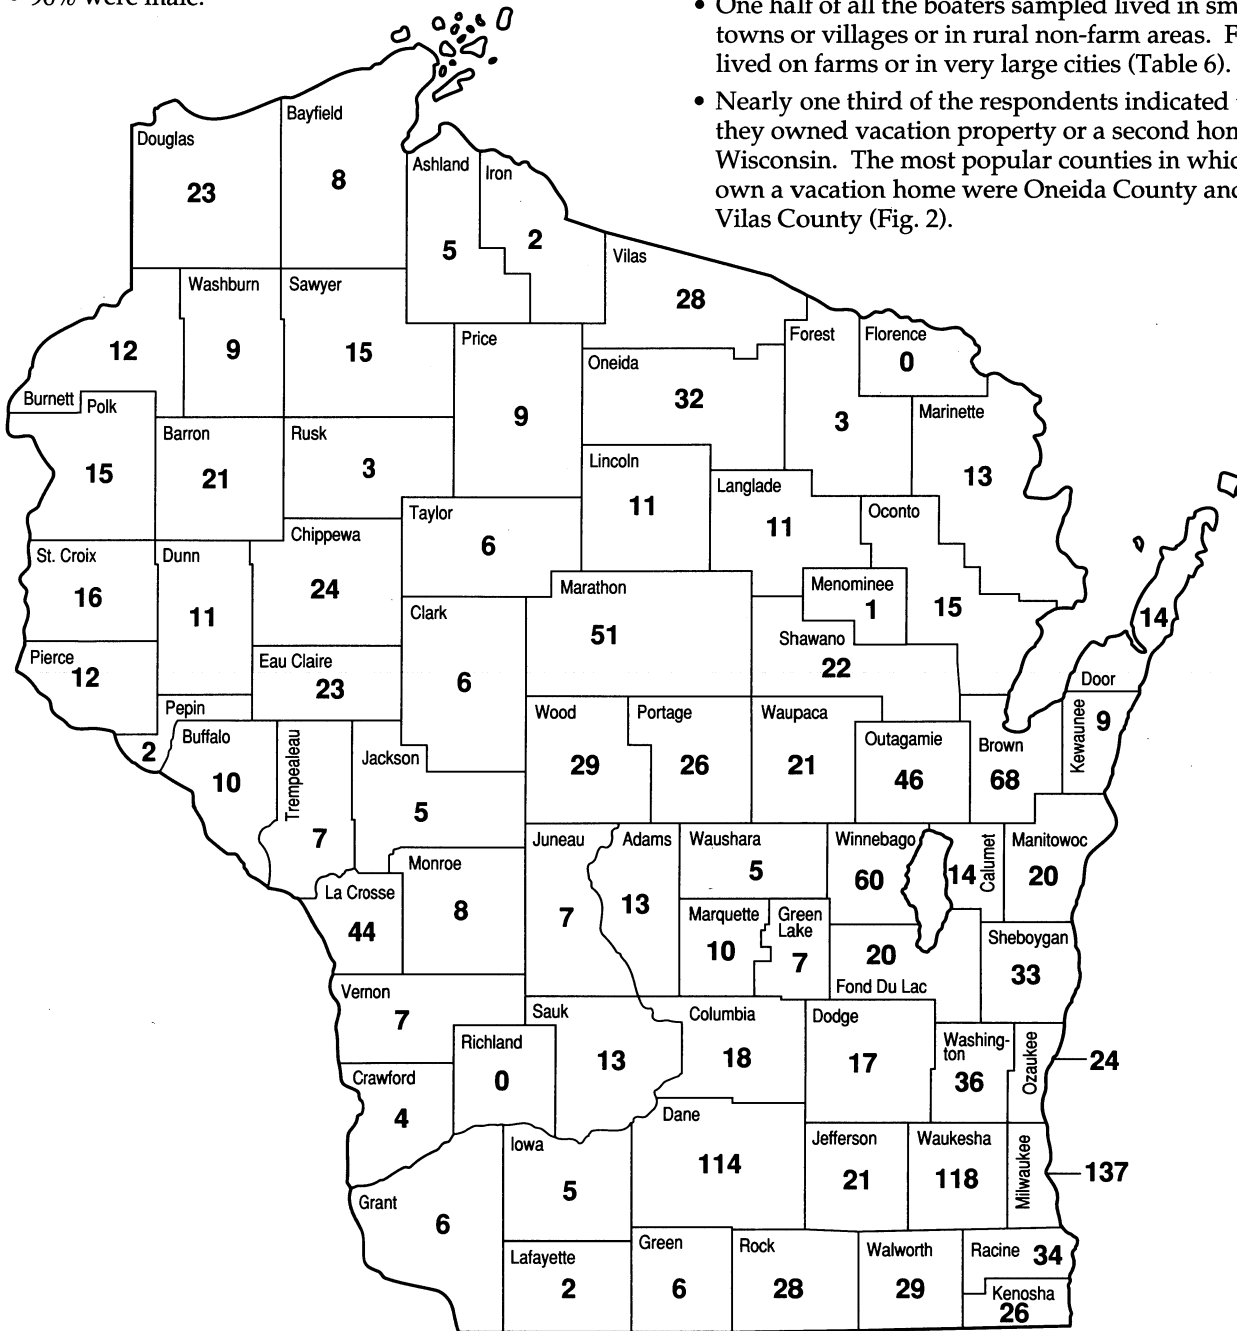 90% were male.
• One half of all the boaters sampled lived in
towns or villages or in rural non-farm areas.
lived on farms or in very large cities (Table 6).
• Nearly one third of the respondents indicated
they owned vacation property or a second
Wisconsin. The most popular counties in
own a vacation home were Oneida County
Vilas County (Fig. 2).
Douglas
23
Bayfield
8
Ashland
5
Iron
2
Vilas
28
Burnett
12
Washburn
9
Sawyer
15
Price
9
Oneida
32
Forest
3
Florence
0
Marinette
13
Polk
15
Barron
21
Rusk
3
Lincoln
11
Langlade
11
Oconto
15
Taylor
6
St. Croix
16
Dunn
11
Chippewa
24
Clark
6
Marathon
51
Menominee
1
Shawano
22
Door
14
Pierce
12
Eau Claire
23
Pepin
2
Buffalo
10
Trempealeau
7
Jackson
5
Wood
29
Portage
26
Waupaca
21
Outagamie
46
Brown
68
Kewaunee
9
La Crosse
44
Monroe
8
Juneau
7
Adams
13
Waushara
5
Winnebago
60
Calumet
14
Manitowoc
20
Marquette
10
Green
Lake
7
Fond Du Lac
20
Sheboygan
33
Vernon
7
Richland
0
Sauk
13
Columbia
18
Dodge
17
Washing-
ton
36
Ozaukee
24
Crawford
4
Grant
6
Iowa
5
Dane
114
Jefferson
21
Waukesha
118
Milwaukee
137
Lafayette
2
Green
6
Rock
28
Walworth
29
Racine 34
Kenosha
26